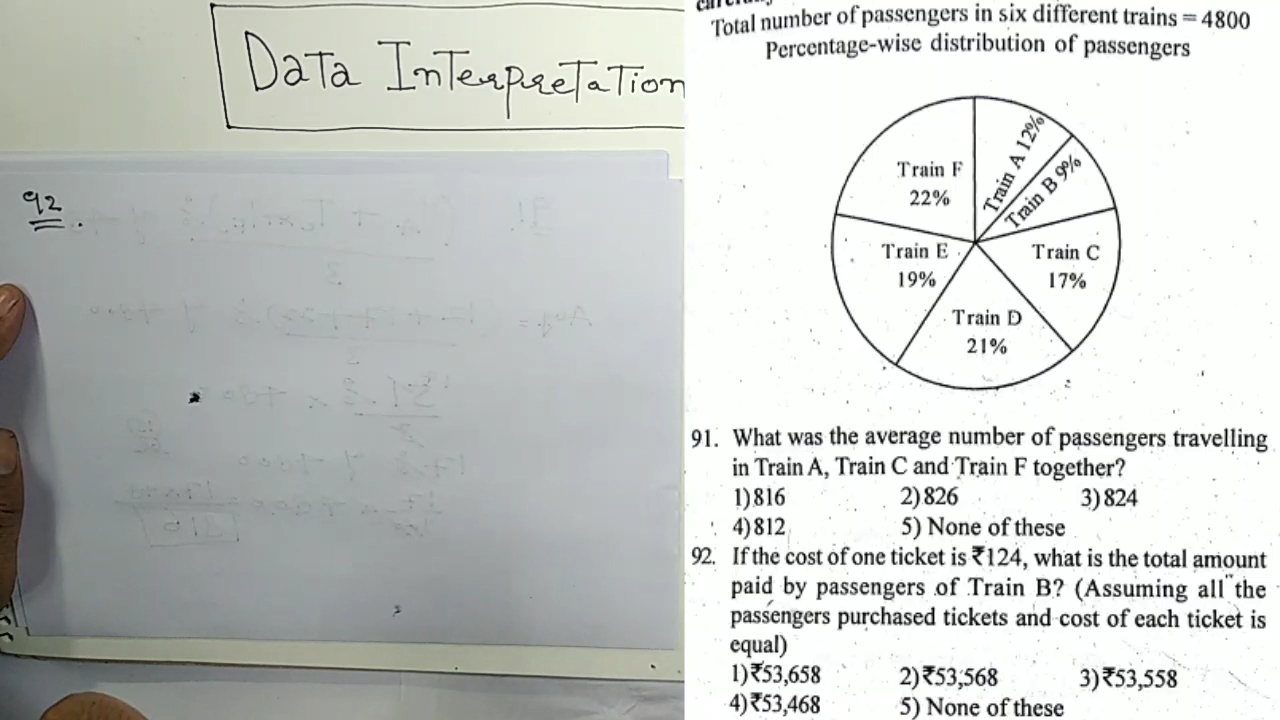 Data Interpretation
92.
Total number of passengers in six different trains = 4800
Percentage-wise distribution of passengers
Train A 12%
Train B 9%
Train F
22%
Train E
19%
Train C
17%
Train D
21%
91. What was the average number of passengers travelling
in Train A, Train C and Train F together?
1) 816 2) 826 3) 824
4) 812 5) None of these
92. If the cost of one ticket is ₹124, what is the total amount
paid by passengers of Train B? (Assuming all the
passengers purchased tickets and cost of each ticket is
equal)
1) ₹53,658 2) ₹53,568 3) ₹53,558
4) ₹53,468 5) None of these